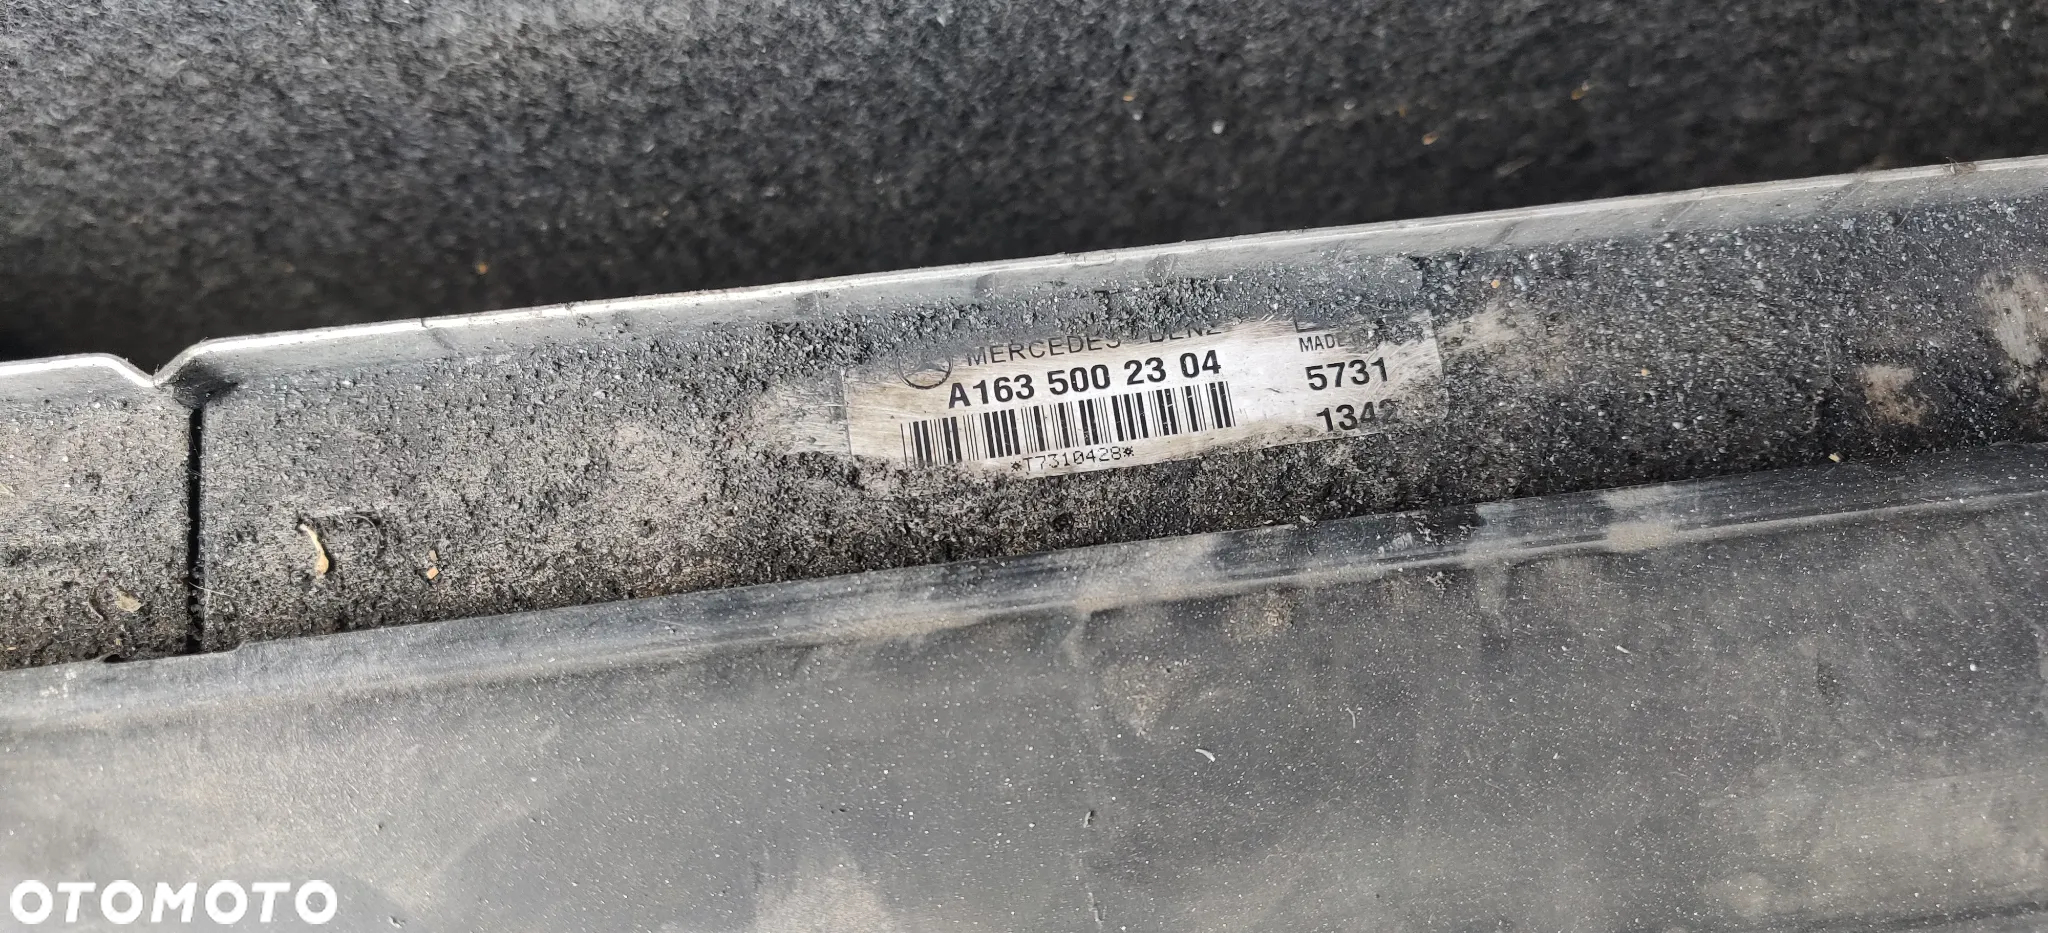 MERCEDES-BENZ
A163 500 23 04
*T7310428*
MADE
5731
1342
OTOMOTO